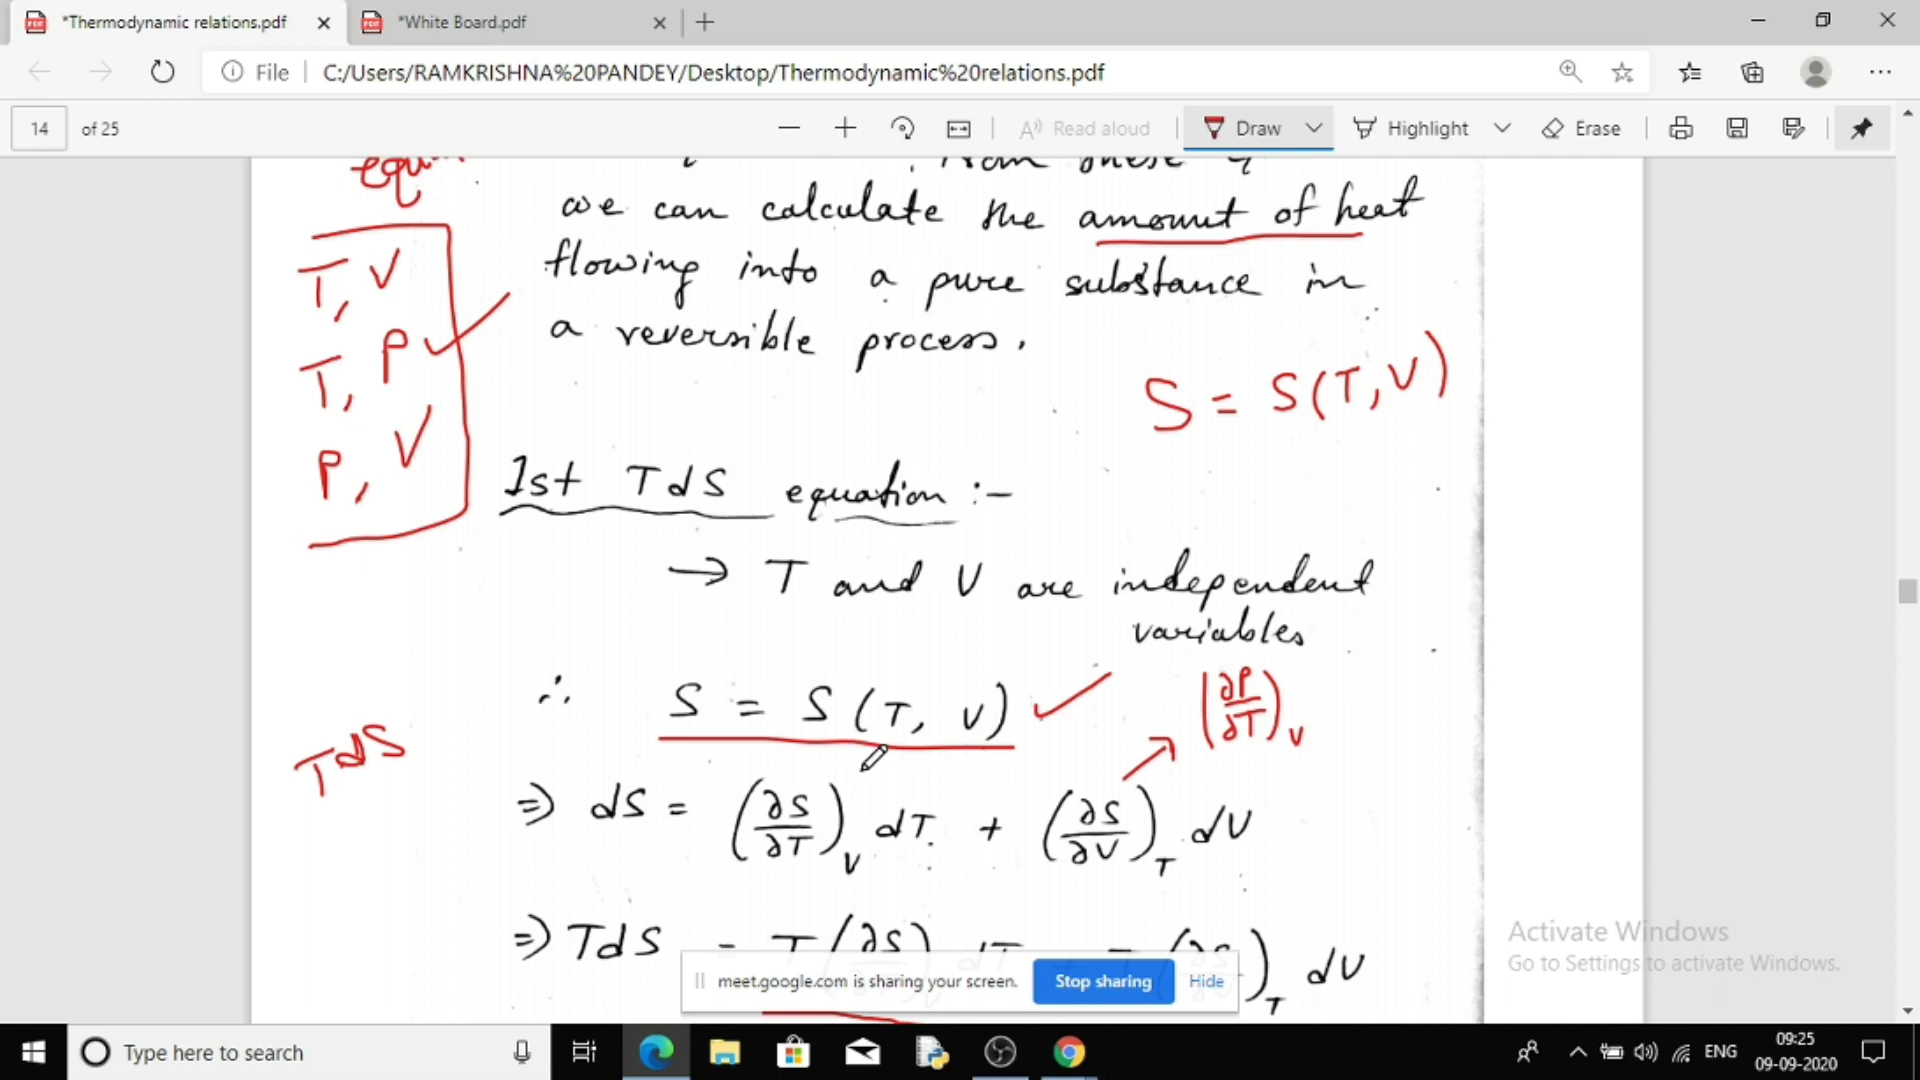 *Thermodynamic relations.pdf
*White Board.pdf
File
C:/Users/RAMKRISHNA%20PANDEY/Desktop/Thermodynamic%20relations.pdf
14 of 25
Read aloud
Draw
Highlight
Erase
we can calculate the amount of heat
flowing into a pure substance in
a reversible process.
T, V
T, P
P, V
S = S(T, V)
Ist TdS equation :-
→ T and V are independent
variables
∴ S = S(T, V)
(∂P/∂T)V
TdS
⇒ dS = (∂S/∂T)V dT + (∂S/∂V)T dV
⇒ TdS = T(∂S dT )T dV
meet.google.com is sharing your screen.
Stop sharing
Hide
Activate Windows
Go to Settings to activate Windows.
Type here to search
ENG
09:25
09-09-2020